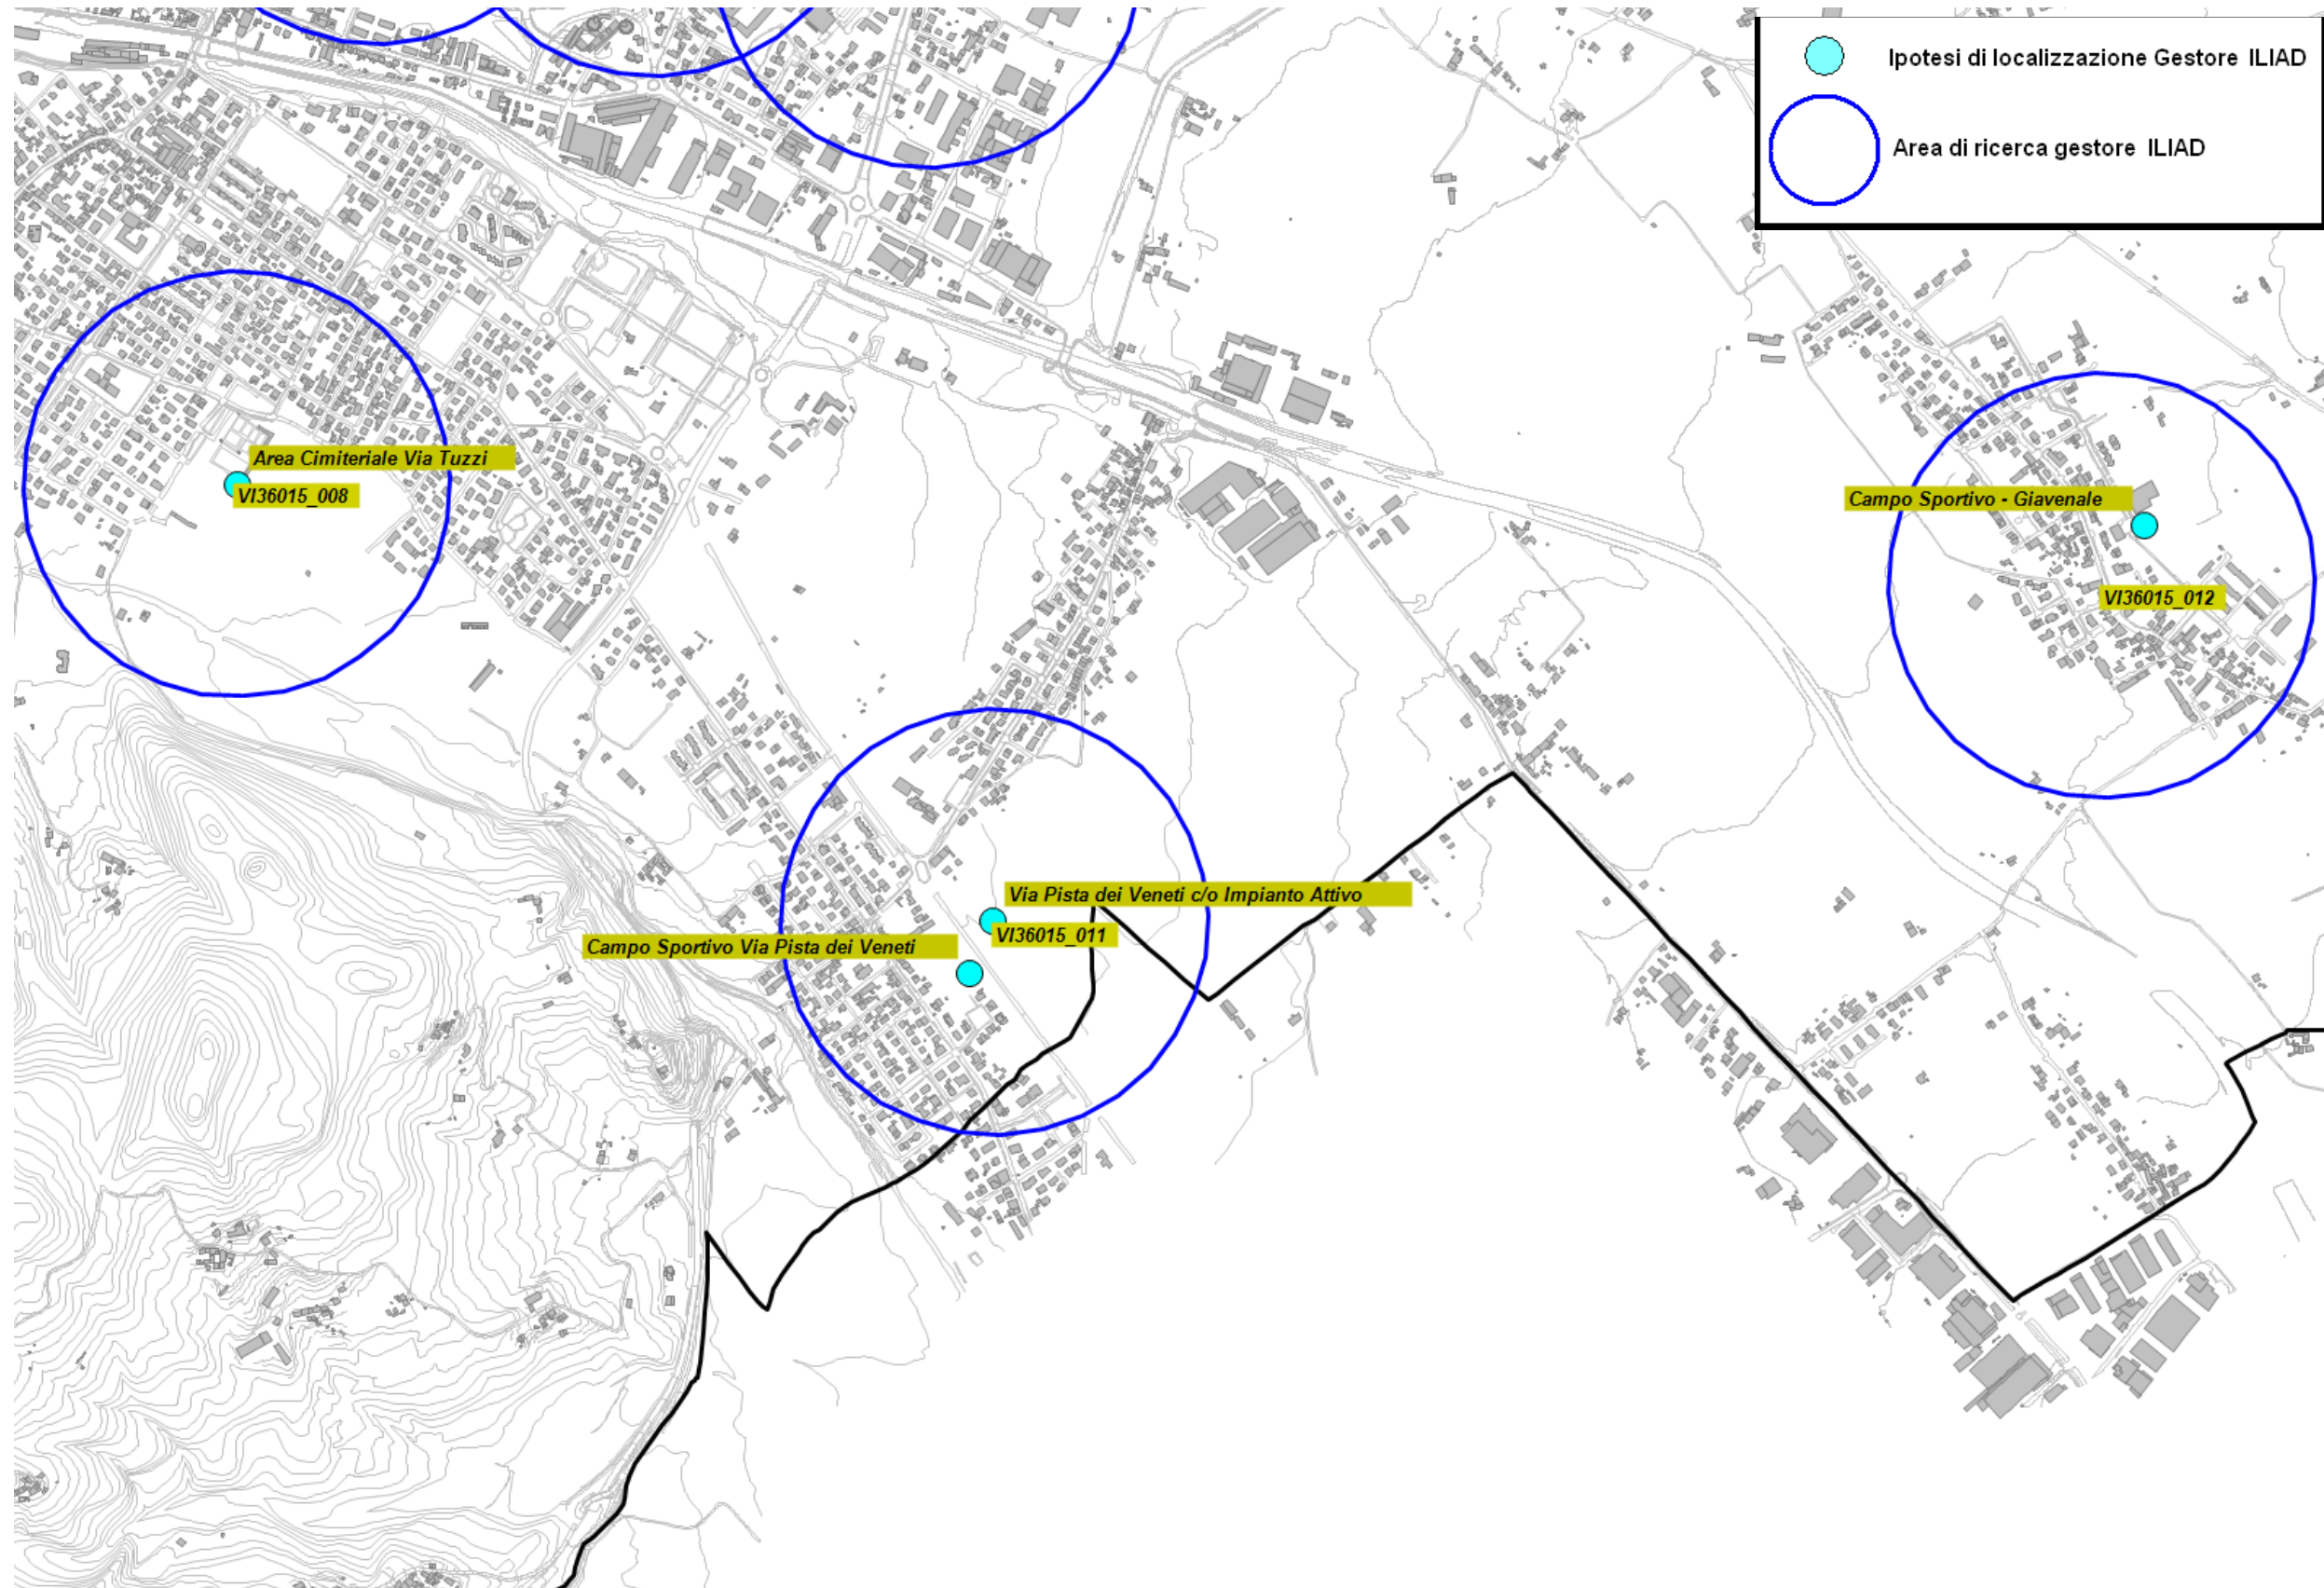 Ipotesi di localizzazione Gestore ILIAD
Area di ricerca gestore ILIAD
Area Cimiteriale Via Tuzzi
VI36015_008
Campo Sportivo - Giavenale
VI36015_012
Via Pista dei Veneti c/o Impianto Attivo
VI36015_011
Campo Sportivo Via Pista dei Veneti